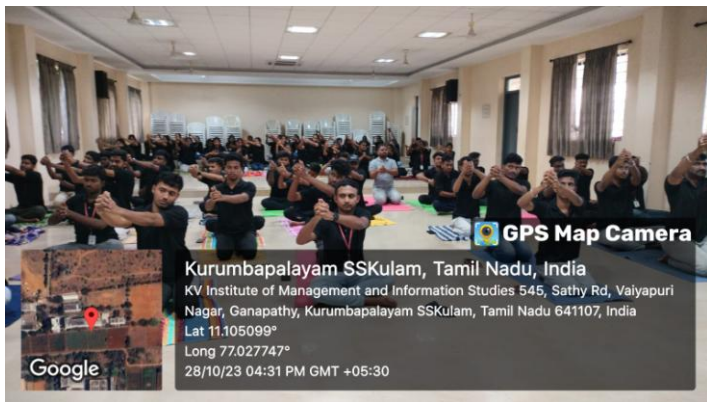 GPS Map Camera
Kurumbapalayam SSKulam, Tamil Nadu, India
KV Institute of Management and Information Studies 545, Sathy Rd, Vaiyapuri
Nagar, Ganapathy, Kurumbapalayam SSKulam, Tamil Nadu 641107, India
Lat 11.105099°
Long 77.027747°
28/10/23 04:31 PM GMT +05:30
Google